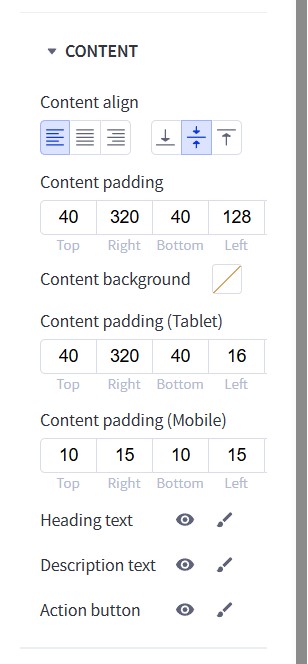 CONTENT
Content align
Content padding
40 320 40 128
Top Right Bottom Left
Content background
Content padding (Tablet)
40 320 40 16
Top Right Bottom Left
Content padding (Mobile)
10 15 10 15
Top Right Bottom Left
Heading text
Description text
Action button